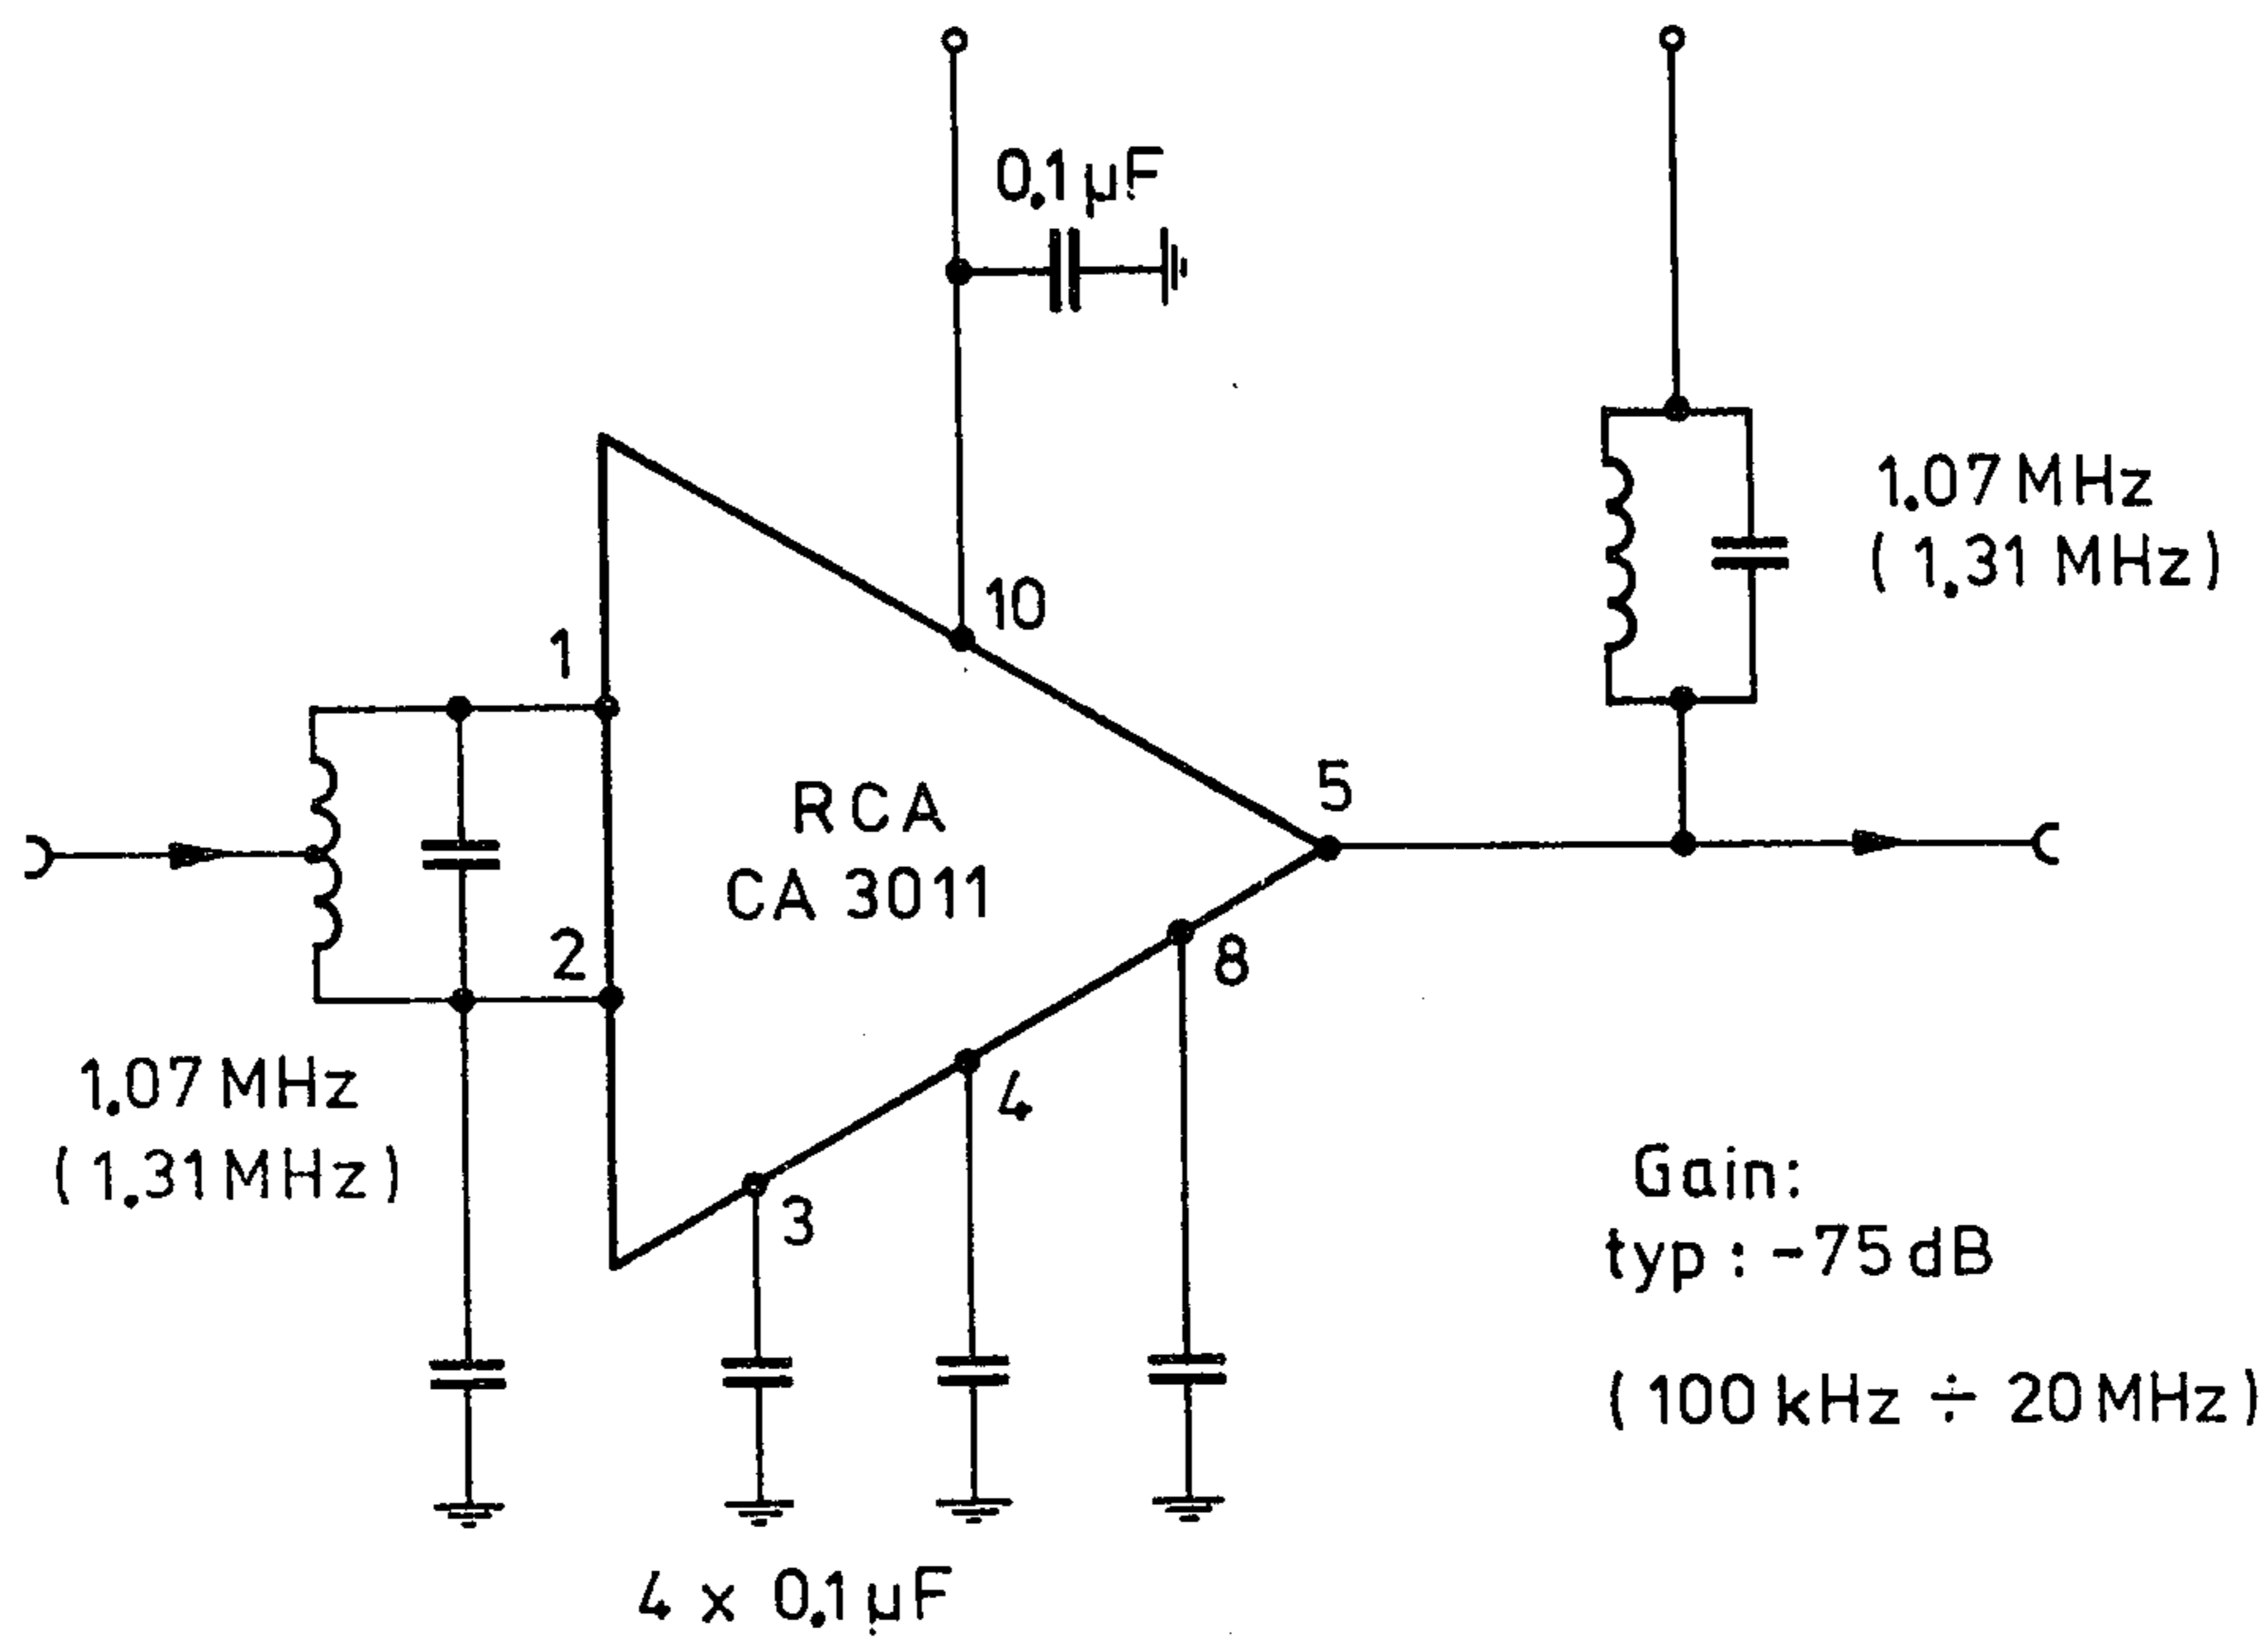 0.1 µF
1.07 MHz
(1.31 MHz)
10
1
5
RCA
CA 3011
2
8
1.07 MHz
(1.31 MHz)
4
3
Gain:
typ : -75 dB
(100 kHz ÷ 20 MHz)
4 x 0.1 µF